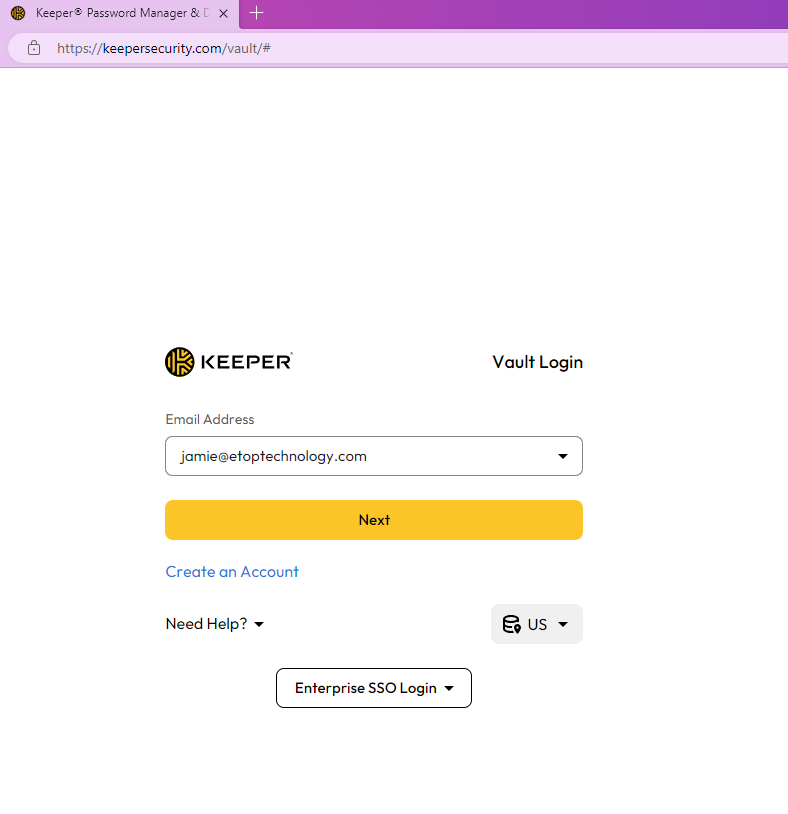 Keeper® Password Manager & D
https://keepersecurity.com/vault/#
KEEPER®
Vault Login
Email Address
jamie@etoptechnology.com
Next
Create an Account
Need Help?
US
Enterprise SSO Login